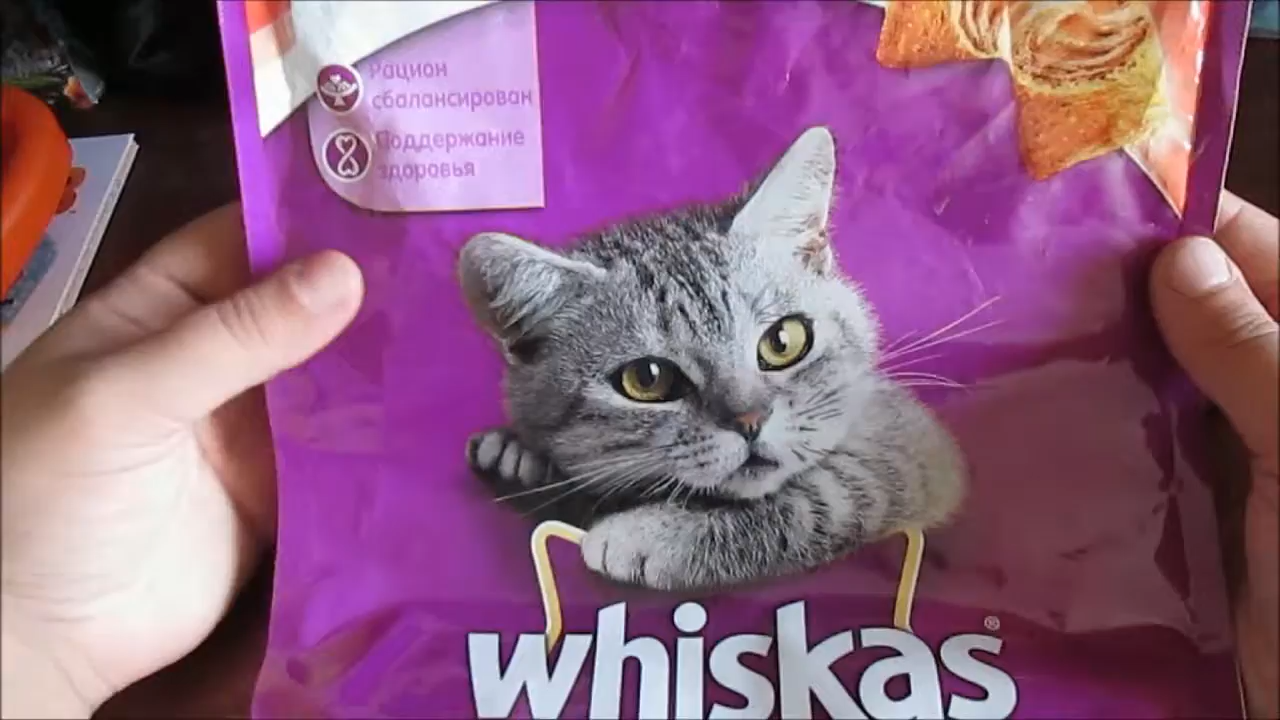 Рацион
сбалансирован
Поддержание
здоровья
whiskas®